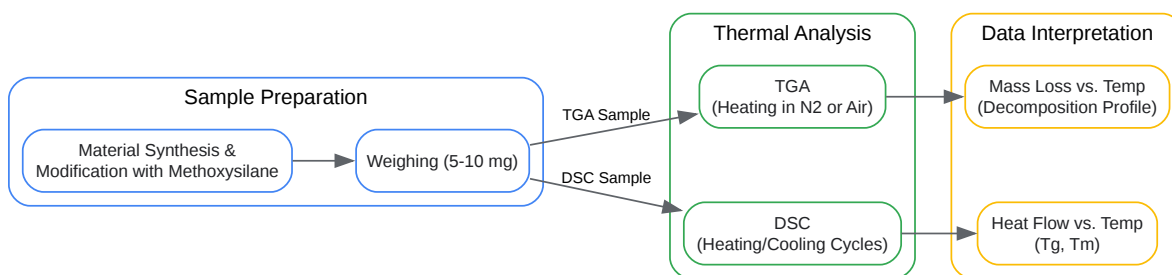 Sample Preparation
Material Synthesis &
Modification with Methoxysilane
Weighing (5-10 mg)
TGA Sample
DSC Sample
Thermal Analysis
TGA
(Heating in N2 or Air)
DSC
(Heating/Cooling Cycles)
Data Interpretation
Mass Loss vs. Temp
(Decomposition Profile)
Heat Flow vs. Temp
(Tg, Tm)